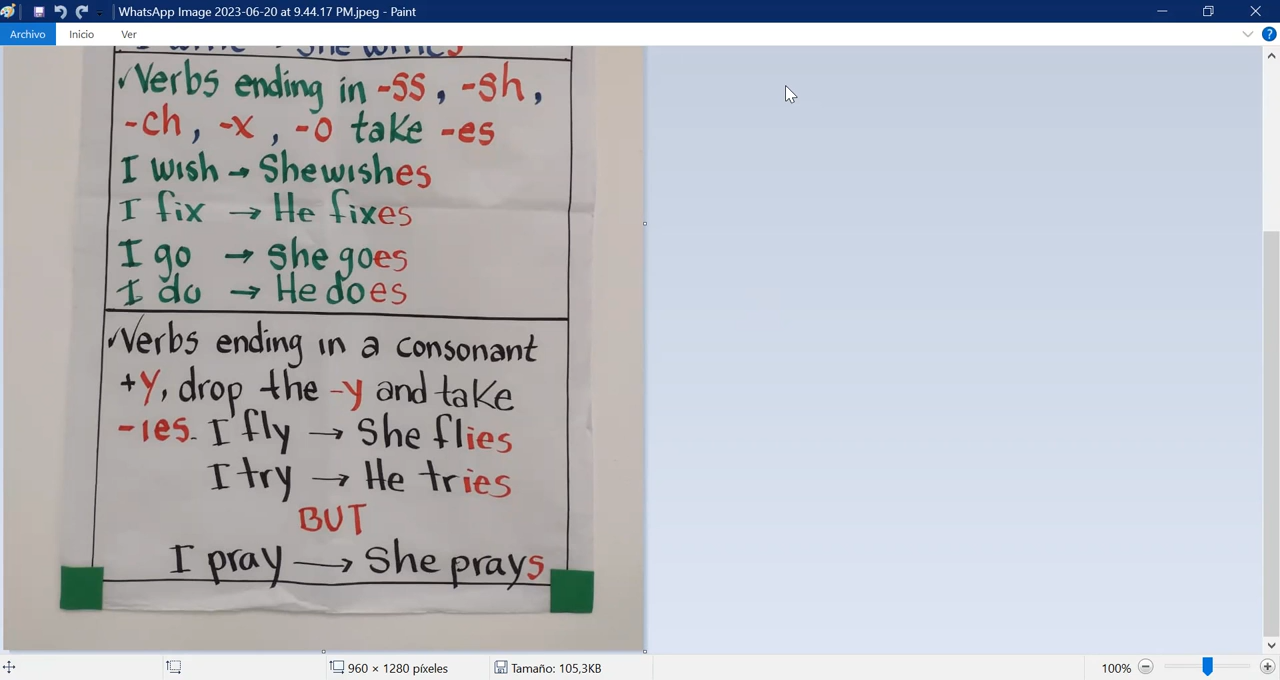 WhatsApp Image 2023-06-20 at 9.44.17 PM.jpeg - Paint
Archivo Inicio Ver
I write → She writes
✓Verbs ending in -ss, -sh,
-ch, -x, -o take -es
I wish → She wishes
I fix → He fixes
I go → She goes
I do → He does
✓Verbs ending in a consonant
+y, drop the -y and take
-ies. I fly → She flies
I try → He tries
BUT
I pray → She prays
960 × 1280 píxeles Tamaño: 105,3KB 100%